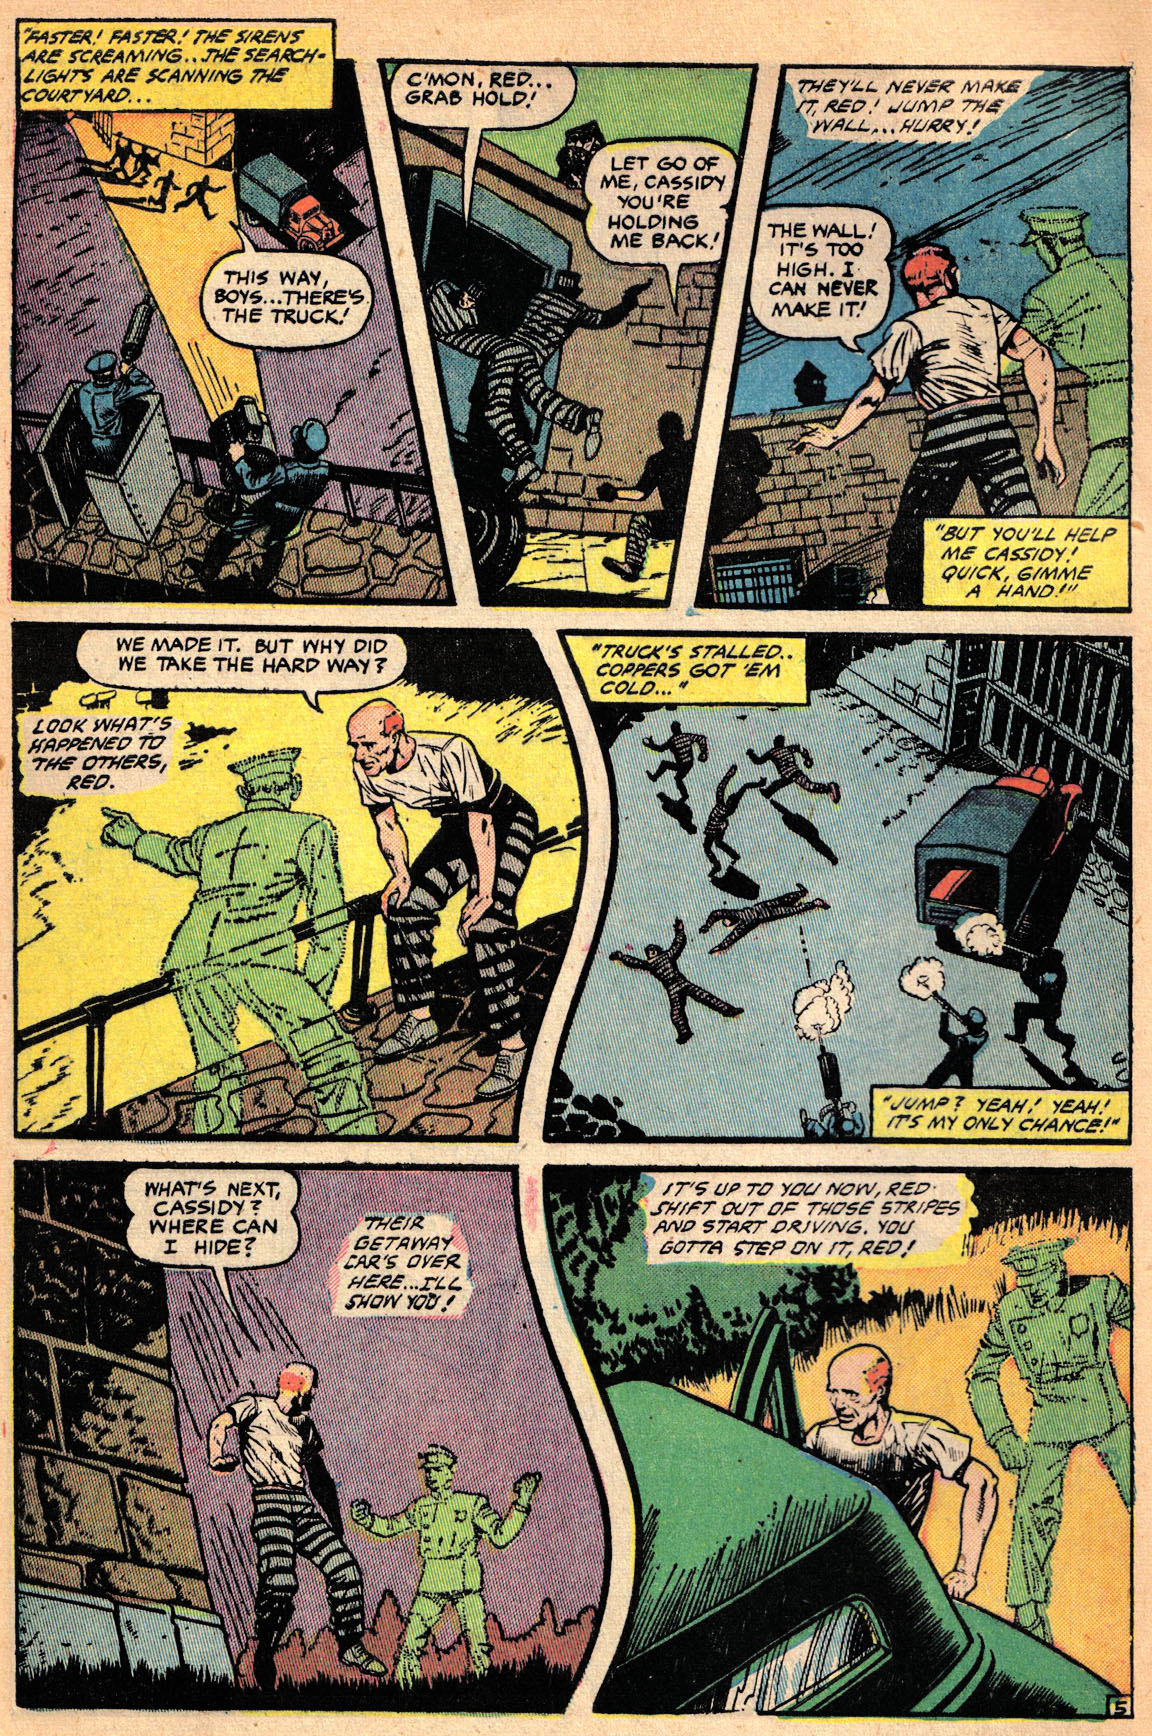 "FASTER! FASTER! THE SIRENS
ARE SCREAMING...THE SEARCH-
LIGHTS ARE SCANNING THE
COURTYARD...
THIS WAY,
BOYS...THERE'S
THE TRUCK!
C'MON, RED...
GRAB HOLD!
LET GO OF
ME, CASSIDY
YOU'RE
HOLDING
ME BACK!
THEY'LL NEVER MAKE
IT, RED! JUMP THE
WALL...HURRY!
THE WALL!
IT'S TOO
HIGH. I
CAN NEVER
MAKE IT!
"BUT YOU'LL HELP
ME CASSIDY!
QUICK, GIMME
A HAND!"
WE MADE IT. BUT WHY DID
WE TAKE THE HARD WAY?
LOOK WHAT'S
HAPPENED TO
THE OTHERS,
RED.
"TRUCK'S STALLED..
COPPERS GOT 'EM
COLD..."
"JUMP? YEAH! YEAH!
IT'S MY ONLY CHANCE!"
WHAT'S NEXT,
CASSIDY?
WHERE CAN
I HIDE?
THEIR
GETAWAY
CAR'S OVER
HERE...I'LL
SHOW YOU!
IT'S UP TO YOU NOW, RED.
SHIFT OUT OF THOSE STRIPES
AND START DRIVING. YOU
GOTTA STEP ON IT, RED!
5